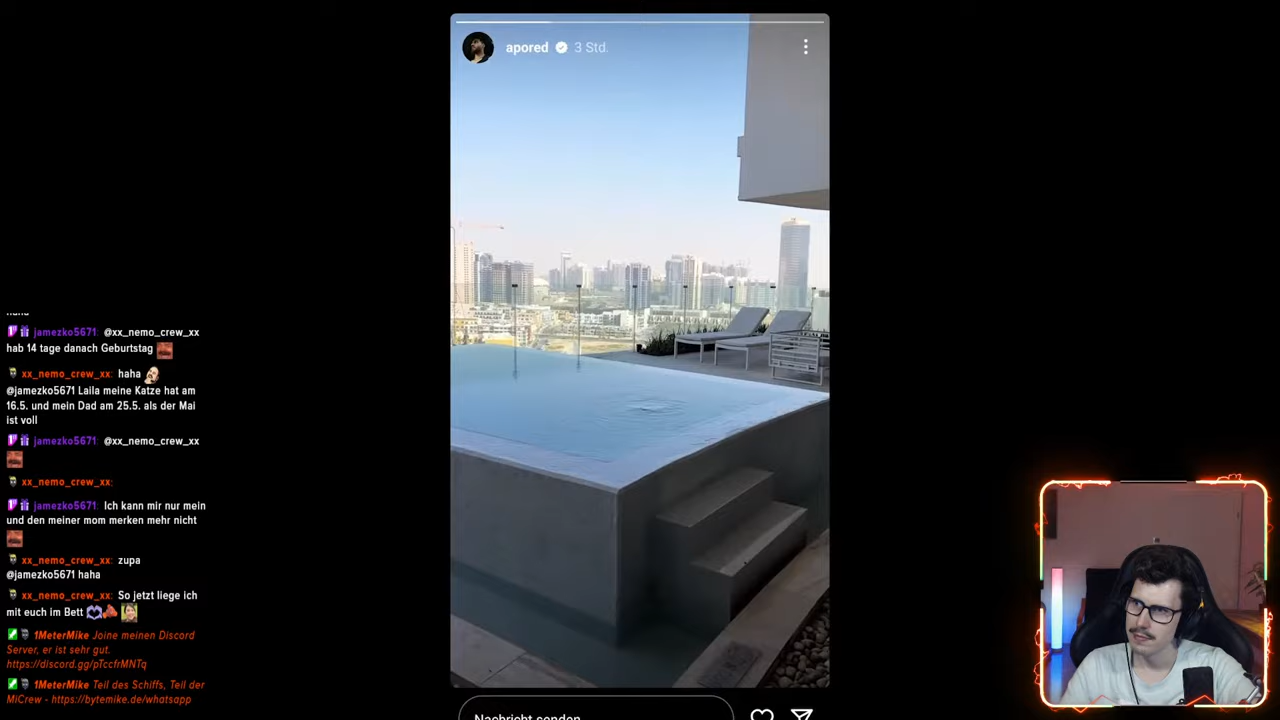 apored 3 Std.
jamezko5671: @xx_nemo_crew_xx
hab 14 tage danach Geburtstag
xx_nemo_crew_xx: haha
@jamezko5671 Laila meine Katze hat am
16.5. und mein Dad am 25.5. als der Mai
ist voll
jamezko5671: @xx_nemo_crew_xx
xx_nemo_crew_xx:
jamezko5671: Ich kann mir nur mein
und den meiner mom merken mehr nicht
xx_nemo_crew_xx: zupa
@jamezko5671 haha
xx_nemo_crew_xx: So jetzt liege ich
mit euch im Bett
1MeterMike Joine meinen Discord
Server, er ist sehr gut.
https://discord.gg/pTccfrMNTq
1MeterMike Teil des Schiffs, Teil der
MiCrew - https://bytemike.de/whatsapp
Nachricht senden